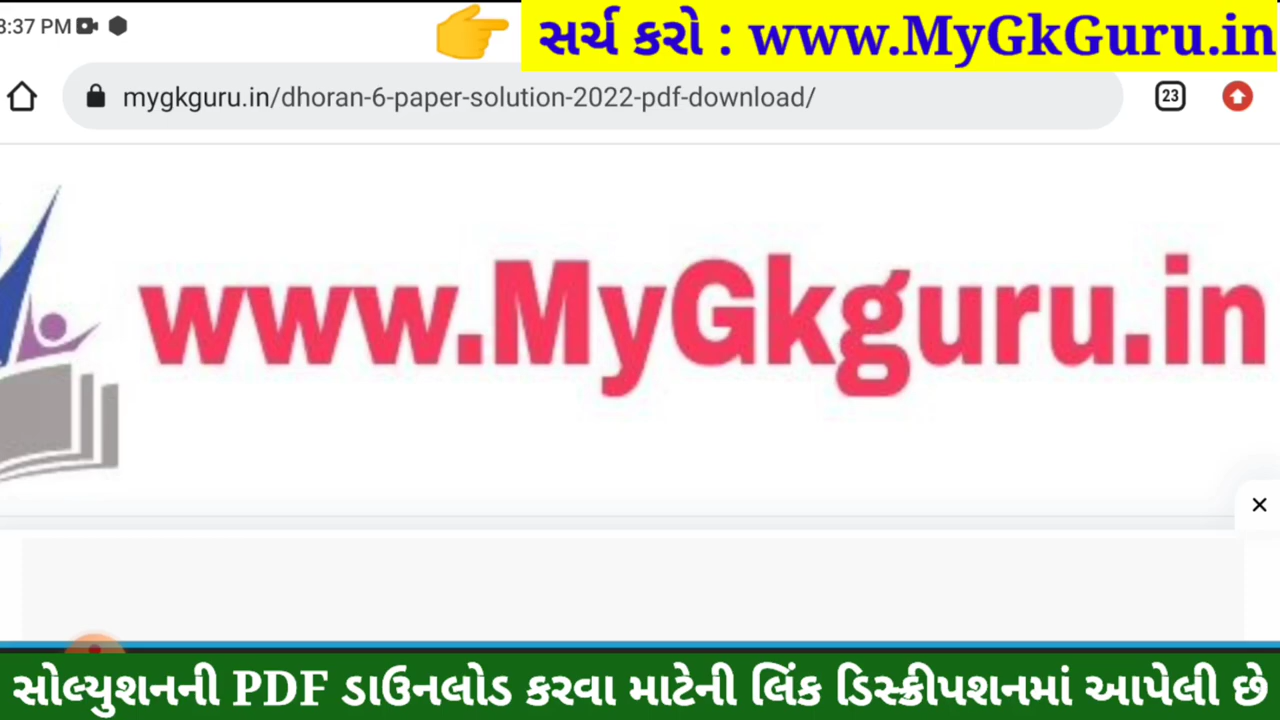 3:37 PM
સર્ચ કરો : www.MyGkGuru.in
mygkguru.in/dhoran-6-paper-solution-2022-pdf-download/
23
www.MyGkguru.in
સોલ્યુશનની PDF ડાઉનલોડ કરવા માટેની લિંક ડિસ્ક્રીપશનમાં આપેલી છે